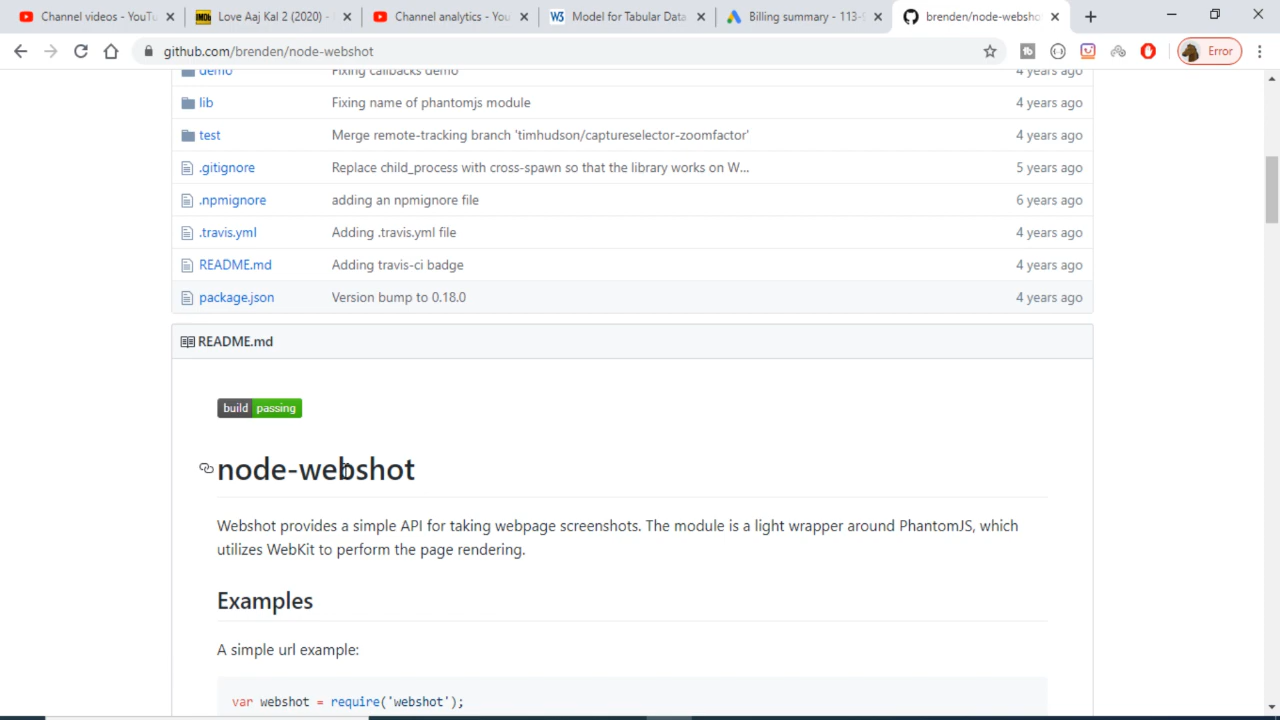 Channel videos - YouTu
Love Aaj Kal 2 (2020) -
Channel analytics - You
Model for Tabular Data
Billing summary - 113-
brenden/node-websho
github.com/brenden/node-webshot
Error
demo Fixing callbacks demo 4 years ago
lib Fixing name of phantomjs module 4 years ago
test Merge remote-tracking branch 'timhudson/captureselector-zoomfactor' 4 years ago
.gitignore Replace child_process with cross-spawn so that the library works on W... 5 years ago
.npmignore adding an npmignore file 6 years ago
.travis.yml Adding .travis.yml file 4 years ago
README.md Adding travis-ci badge 4 years ago
package.json Version bump to 0.18.0 4 years ago
README.md
build passing
node-webshot
Webshot provides a simple API for taking webpage screenshots. The module is a light wrapper around PhantomJS, which
utilizes WebKit to perform the page rendering.
Examples
A simple url example:
var webshot = require('webshot');